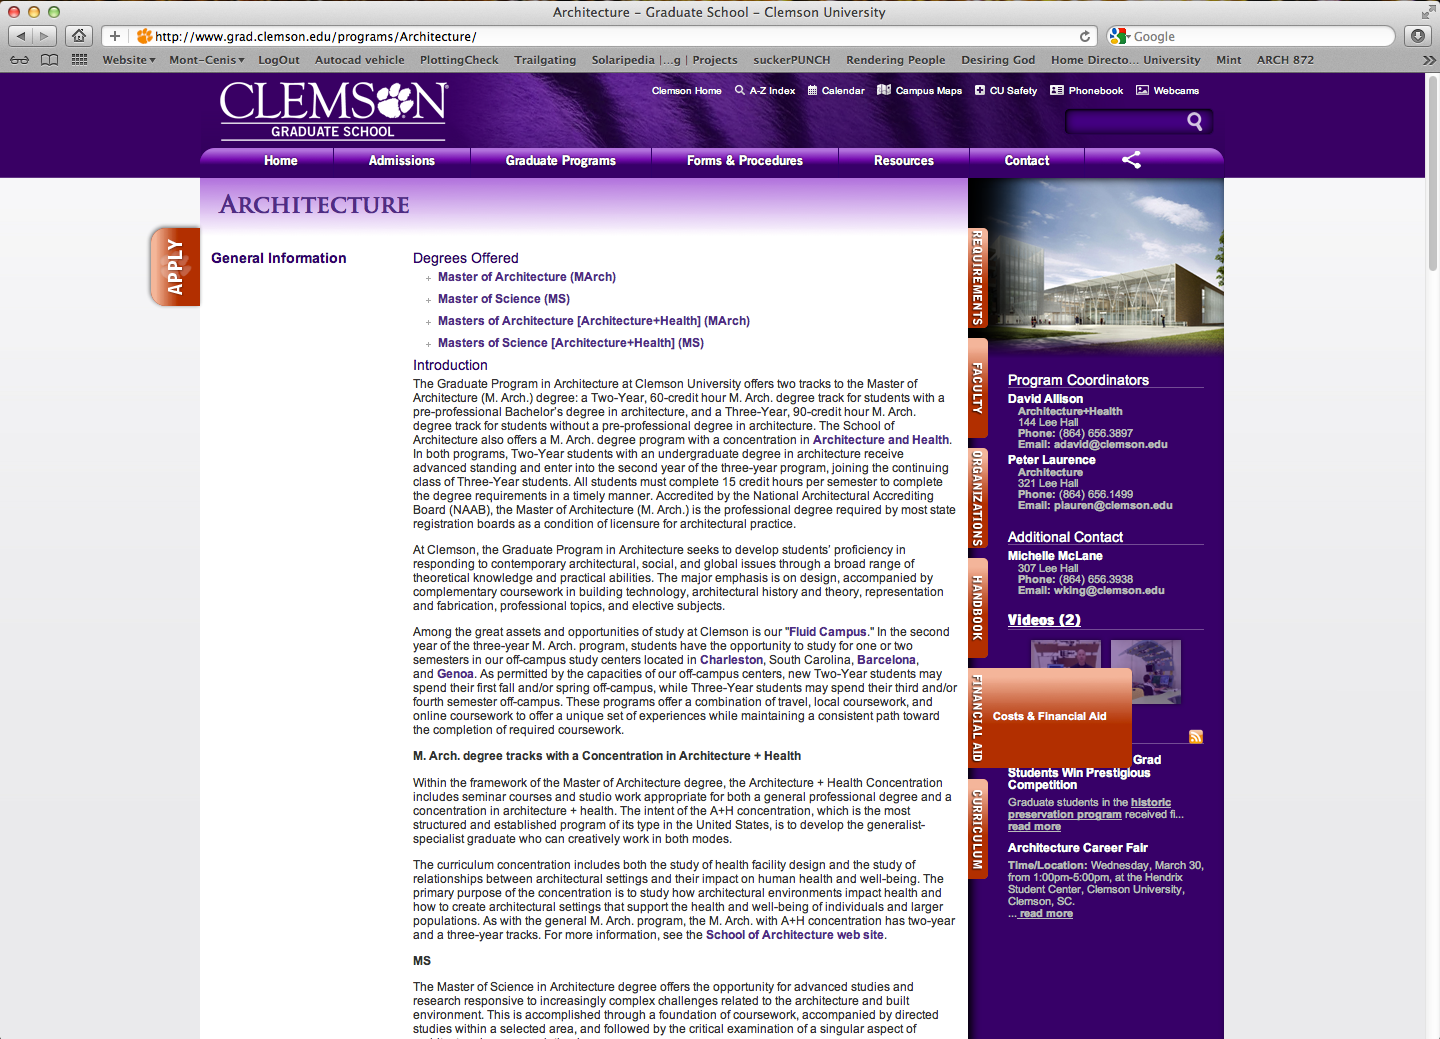 Architecture – Graduate School – Clemson University
http://www.grad.clemson.edu/programs/Architecture/
Google
Website Mont-Cenis LogOut Autocad vehicle PlottingCheck Trailgating Solaripedia |...g | Projects suckerPUNCH Rendering People Desiring God Home Directo... University Mint ARCH 872
CLEMSON
GRADUATE SCHOOL
Clemson Home A-Z Index Calendar Campus Maps CU Safety Phonebook Webcams
Home Admissions Graduate Programs Forms & Procedures Resources Contact
ARCHITECTURE
APPLY
General Information
Degrees Offered
Master of Architecture (MArch)
Master of Science (MS)
Masters of Architecture [Architecture+Health] (MArch)
Masters of Science [Architecture+Health] (MS)
Introduction
The Graduate Program in Architecture at Clemson University offers two tracks to the Master of
Architecture (M. Arch.) degree: a Two-Year, 60-credit hour M. Arch. degree track for students with a
pre-professional Bachelor's degree in architecture, and a Three-Year, 90-credit hour M. Arch.
degree track for students without a pre-professional degree in architecture. The School of
Architecture also offers a M. Arch. degree program with a concentration in Architecture and Health.
In both programs, Two-Year students with an undergraduate degree in architecture receive
advanced standing and enter into the second year of the three-year program, joining the continuing
class of Three-Year students. All students must complete 15 credit hours per semester to complete
the degree requirements in a timely manner. Accredited by the National Architectural Accrediting
Board (NAAB), the Master of Architecture (M. Arch.) is the professional degree required by most state
registration boards as a condition of licensure for architectural practice.
At Clemson, the Graduate Program in Architecture seeks to develop students' proficiency in
responding to contemporary architectural, social, and global issues through a broad range of
theoretical knowledge and practical abilities. The major emphasis is on design, accompanied by
complementary coursework in building technology, architectural history and theory, representation
and fabrication, professional topics, and elective subjects.
Among the great assets and opportunities of study at Clemson is our "Fluid Campus." In the second
year of the three-year M. Arch. program, students have the opportunity to study for one or two
semesters in our off-campus study centers located in Charleston, South Carolina, Barcelona,
and Genoa. As permitted by the capacities of our off-campus centers, new Two-Year students may
spend their first fall and/or spring off-campus, while Three-Year students may spend their third and/or
fourth semester off-campus. These programs offer a combination of travel, local coursework, and
online coursework to offer a unique set of experiences while maintaining a consistent path toward
the completion of required coursework.
M. Arch. degree tracks with a Concentration in Architecture + Health
Within the framework of the Master of Architecture degree, the Architecture + Health Concentration
includes seminar courses and studio work appropriate for both a general professional degree and a
concentration in architecture + health. The intent of the A+H concentration, which is the most
structured and established program of its type in the United States, is to develop the generalist-
specialist graduate who can creatively work in both modes.
The curriculum concentration includes both the study of health facility design and the study of
relationships between architectural settings and their impact on human health and well-being. The
primary purpose of the concentration is to study how architectural environments impact health and
how to create architectural settings that support the health and well-being of individuals and larger
populations. As with the general M. Arch. program, the M. Arch. with A+H concentration has two-year
and a three-year tracks. For more information, see the School of Architecture web site.
MS
The Master of Science in Architecture degree offers the opportunity for advanced studies and
research responsive to increasingly complex challenges related to the architecture and built
environment. This is accomplished through a foundation of coursework, accompanied by directed
studies within a selected area, and followed by the critical examination of a singular aspect of
REQUIREMENTS
FACULTY
ORGANIZATIONS
HANDBOOK
FINANCIAL AID
Costs & Financial Aid
CURRICULUM
Program Coordinators
David Allison
Architecture+Health
144 Lee Hall
Phone: (864) 656.3897
Email: adavid@clemson.edu
Peter Laurence
Architecture
321 Lee Hall
Phone: (864) 656.1499
Email: plauren@clemson.edu
Additional Contact
Michelle McLane
307 Lee Hall
Phone: (864) 656.3938
Email: wking@clemson.edu
Videos (2)
Grad
Students Win Prestigious
Competition
Graduate students in the historic
preservation program received fi...
read more
Architecture Career Fair
Time/Location: Wednesday, March 30,
from 1:00pm-5:00pm, at the Hendrix
Student Center, Clemson University,
Clemson, SC.
... read more